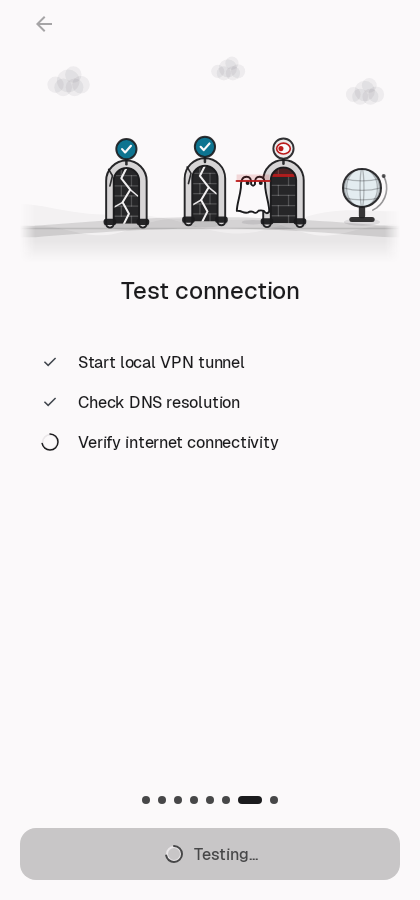 Test connection
Start local VPN tunnel
Check DNS resolution
Verify internet connectivity
Testing...